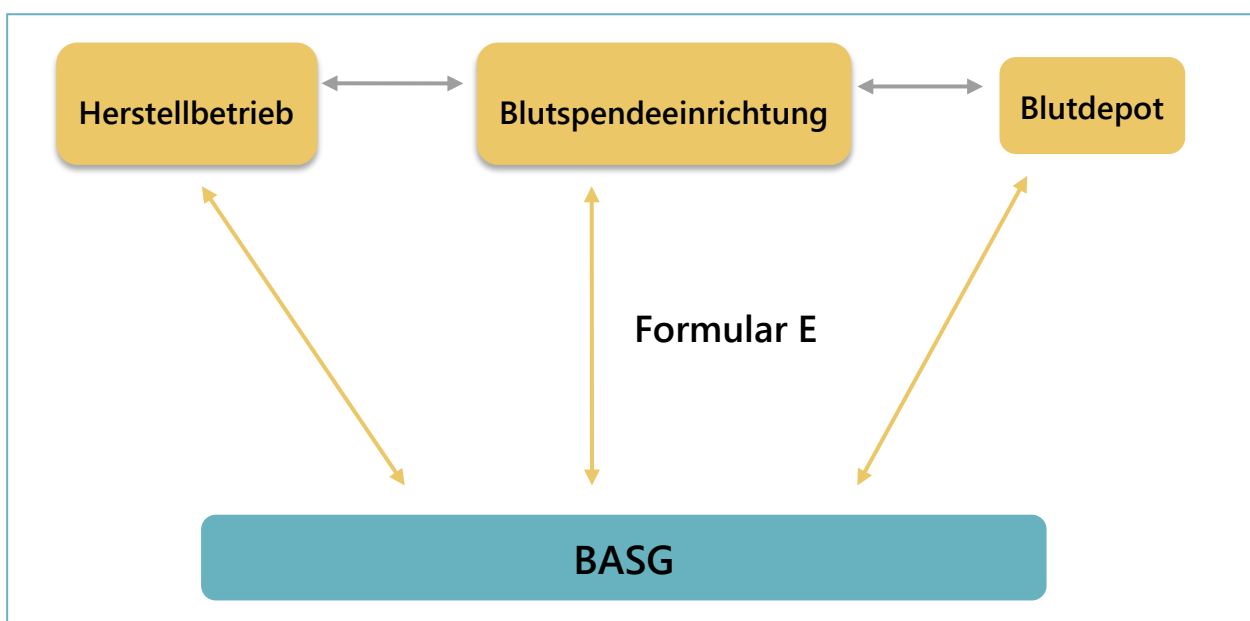 Herstellbetrieb
Blutspendeeinrichtung
Blutdepot
Formular E
BASG